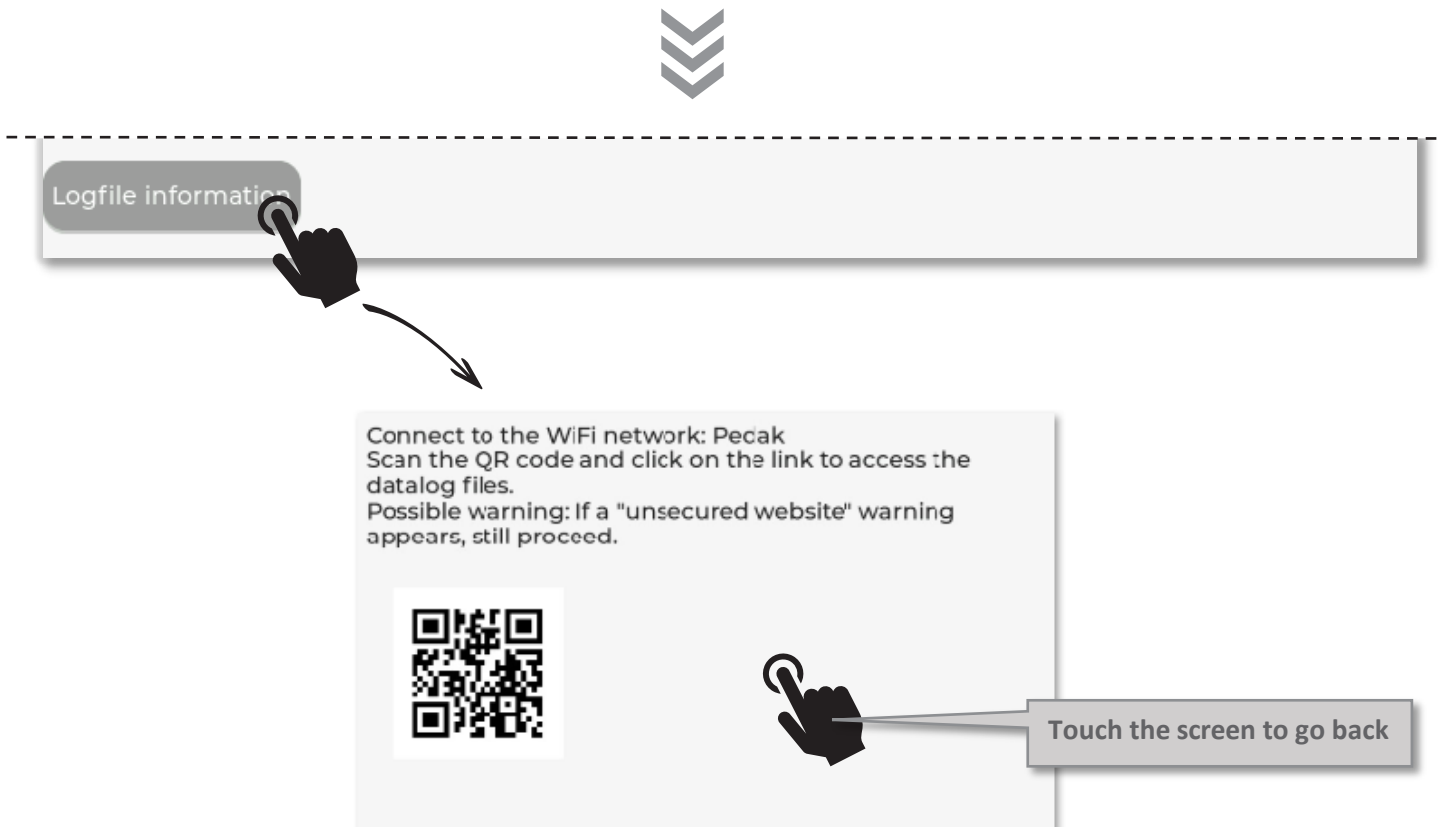 Logfile information
Connect to the WiFi network: Pedak
Scan the QR code and click on the link to access the
datalog files.
Possible warning: If a "unsecured website" warning
appears, still proceed.
Touch the screen to go back